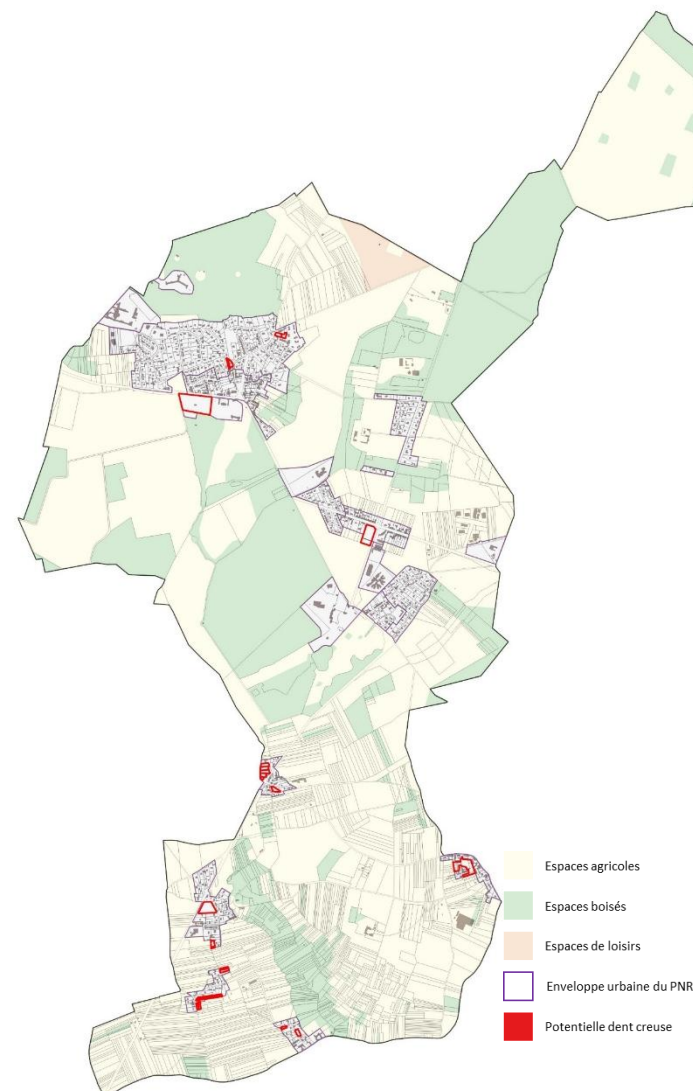 Espaces agricoles
Espaces boisés
Espaces de loisirs
Enveloppe urbaine du PNR
Potentielle dent creuse